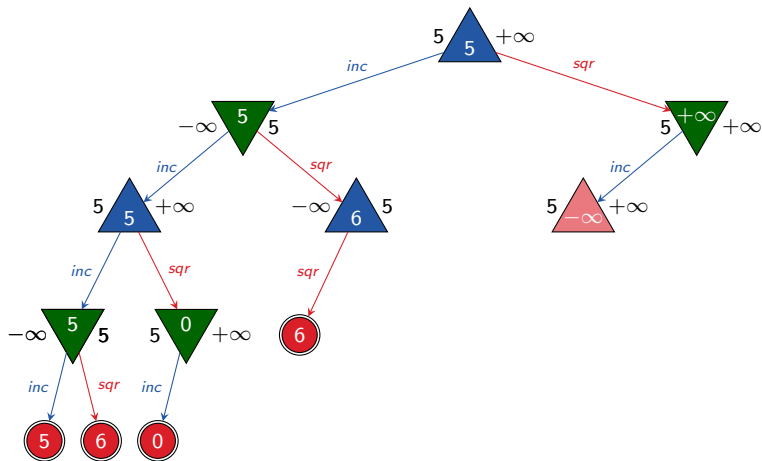 5 5 +∞
inc sqr
−∞ 5 5 5 +∞ +∞
inc sqr inc
5 5 +∞ −∞ 6 5 5 −∞ +∞
inc sqr sqr
−∞ 5 5 5 0 +∞ 6
inc sqr inc
5 6 0